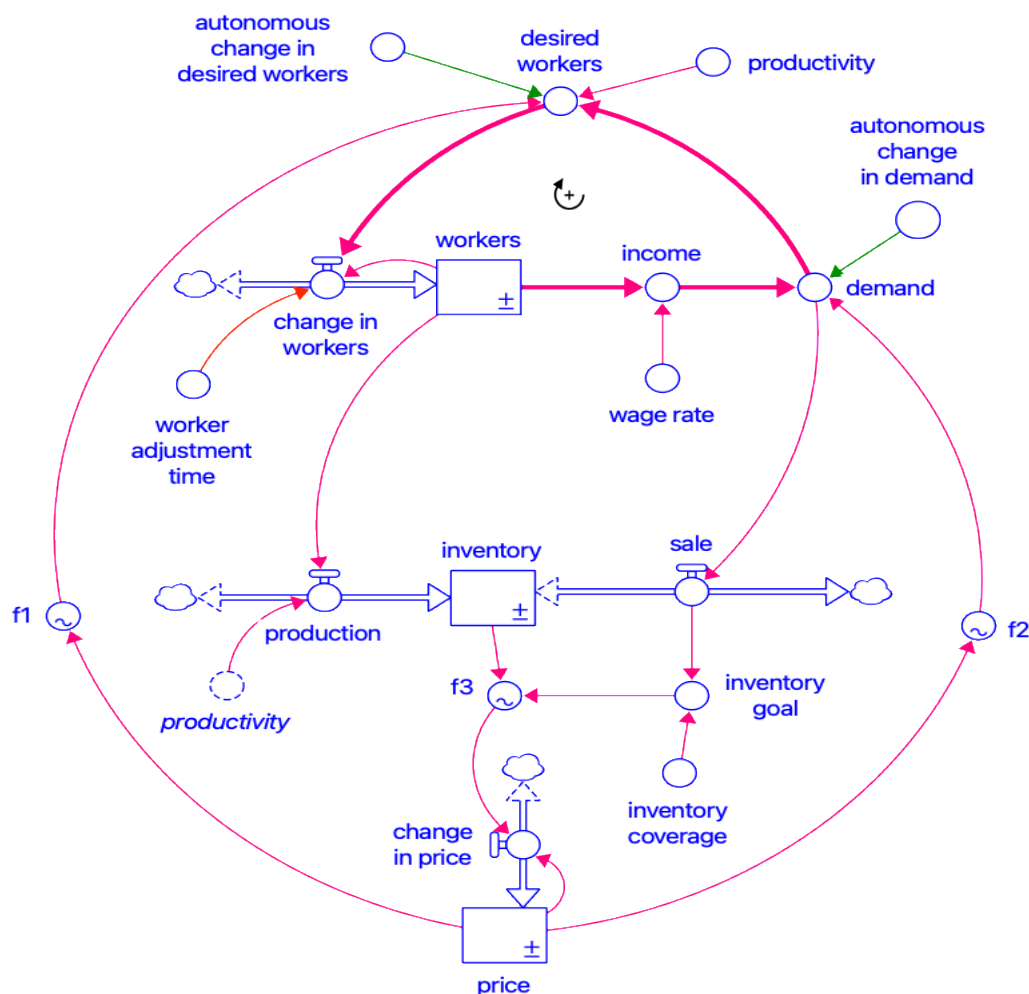 autonomous
change in
desired workers
desired
workers
productivity
autonomous
change
in demand
workers
income
demand
change in
workers
wage rate
worker
adjustment
time
inventory
sale
f1
production
f2
productivity
f3
inventory
goal
change
in price
inventory
coverage
price